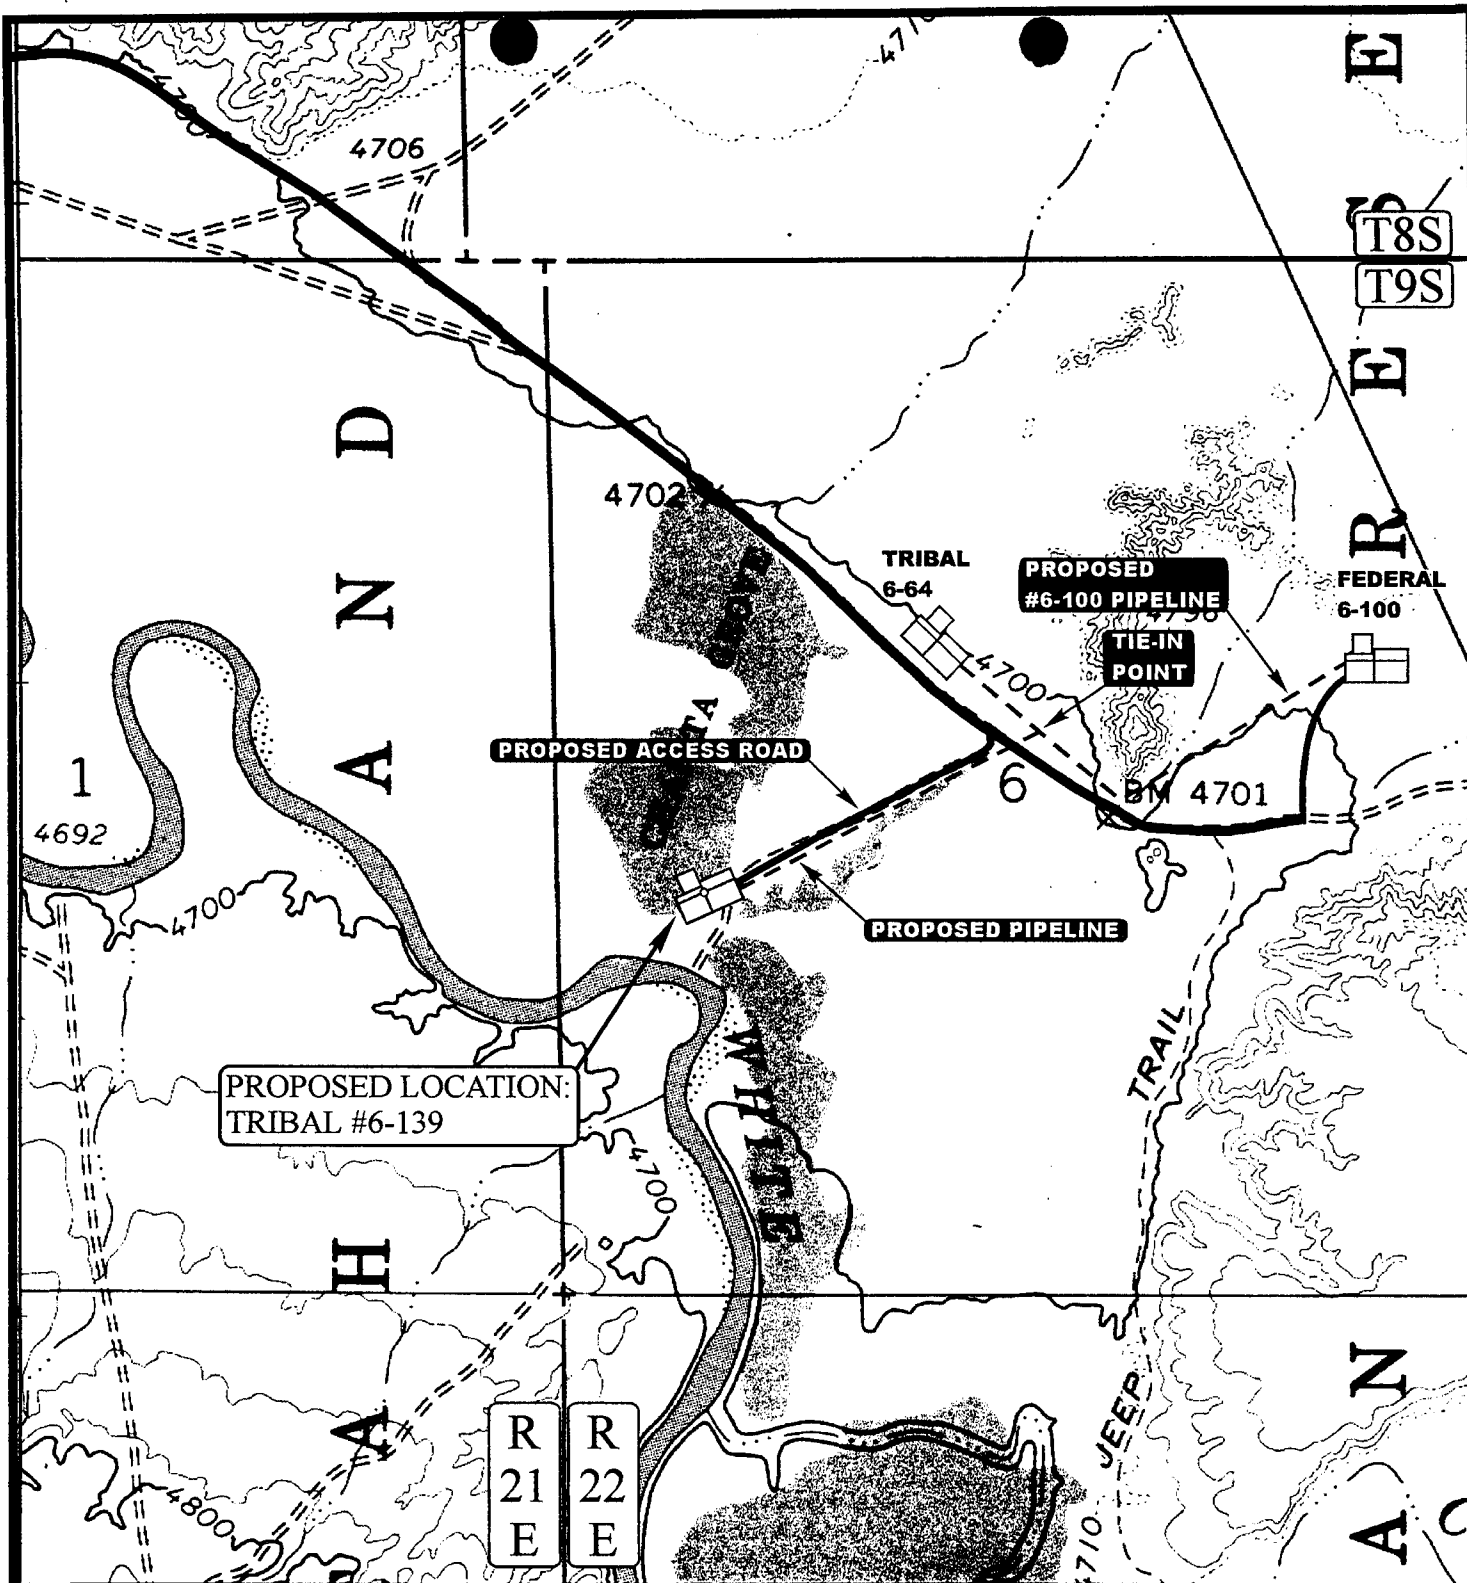 4706
T8S
T9S
E
S
E
R
E
4702
TRIBAL
6-64
PROPOSED
#6-100 PIPELINE
4796
FEDERAL
6-100
TIE-IN
POINT
4700
PROPOSED ACCESS ROAD
6
BM 4701
1
4692
4700
PROPOSED PIPELINE
PROPOSED LOCATION:
TRIBAL #6-139
4700
WHITE
JEEP TRAIL
4710
4800
R
21
E
R
22
E
D
N
A
H
A
N
A